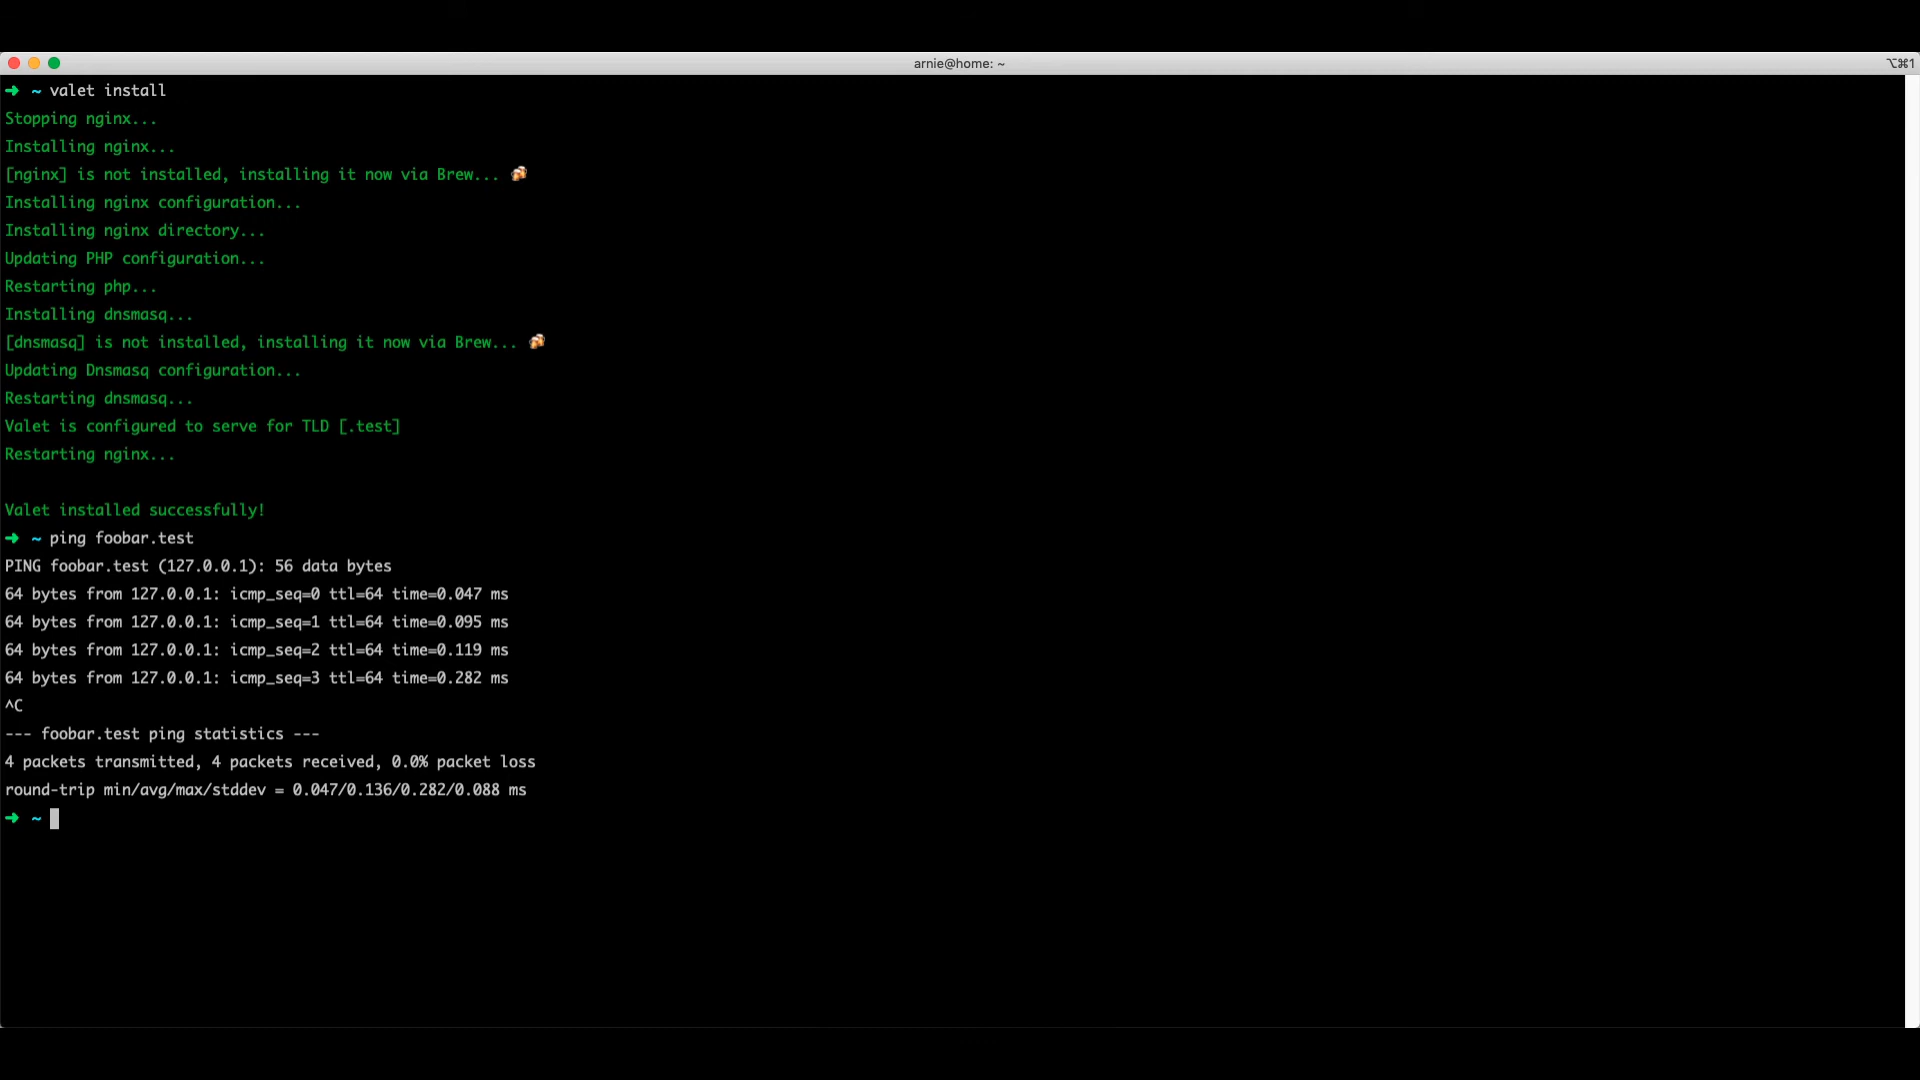 arnie@home: ~
⌥⌘1
➜ ~ valet install
Stopping nginx...
Installing nginx...
[nginx] is not installed, installing it now via Brew... 🍻
Installing nginx configuration...
Installing nginx directory...
Updating PHP configuration...
Restarting php...
Installing dnsmasq...
[dnsmasq] is not installed, installing it now via Brew... 🍻
Updating Dnsmasq configuration...
Restarting dnsmasq...
Valet is configured to serve for TLD [.test]
Restarting nginx...
Valet installed successfully!
➜ ~ ping foobar.test
PING foobar.test (127.0.0.1): 56 data bytes
64 bytes from 127.0.0.1: icmp_seq=0 ttl=64 time=0.047 ms
64 bytes from 127.0.0.1: icmp_seq=1 ttl=64 time=0.095 ms
64 bytes from 127.0.0.1: icmp_seq=2 ttl=64 time=0.119 ms
64 bytes from 127.0.0.1: icmp_seq=3 ttl=64 time=0.282 ms
^C
--- foobar.test ping statistics ---
4 packets transmitted, 4 packets received, 0.0% packet loss
round-trip min/avg/max/stddev = 0.047/0.136/0.282/0.088 ms
➜ ~